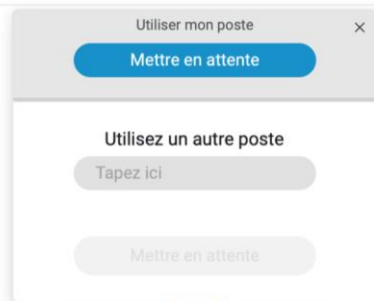 Utiliser mon poste
Mettre en attente
Utilisez un autre poste
Tapez ici
Mettre en attente